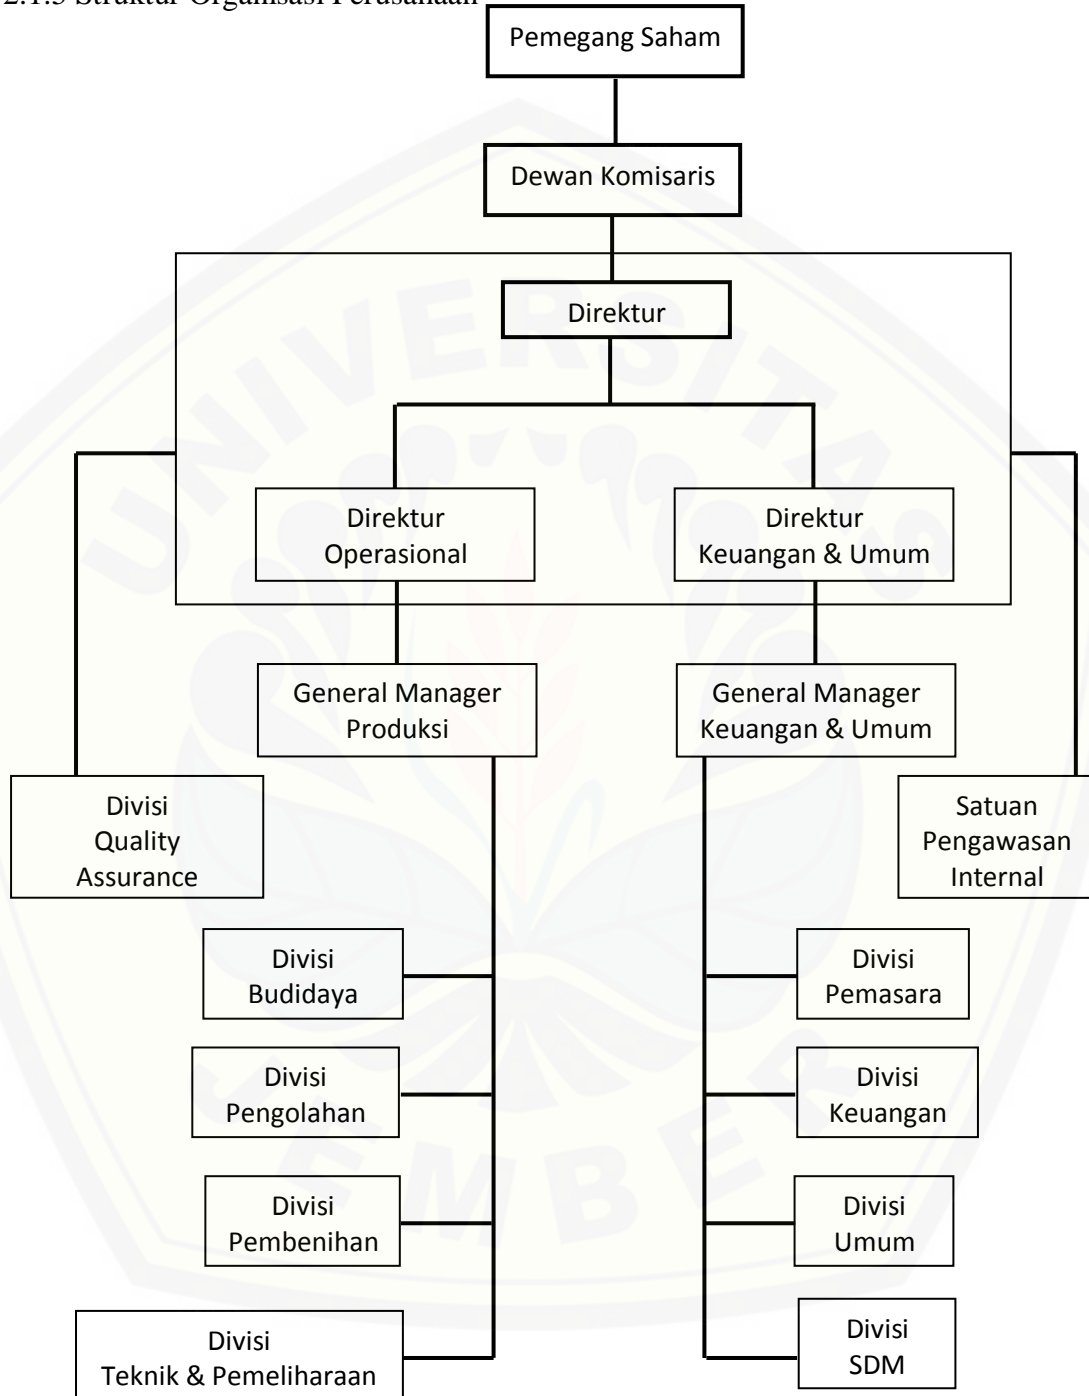 2.1.3 Struktur Organisasi Perusahaan
Pemegang Saham
Dewan Komisaris
Direktur
Direktur
Operasional
Direktur
Keuangan & Umum
General Manager
Produksi
General Manager
Keuangan & Umum
Divisi
Quality
Assurance
Satuan
Pengawasan
Internal
Divisi
Budidaya
Divisi
Pemasara
Divisi
Pengolahan
Divisi
Keuangan
Divisi
Pembenihan
Divisi
Umum
Divisi
Teknik & Pemeliharaan
Divisi
SDM
UNIVERSITAS
JEMBER